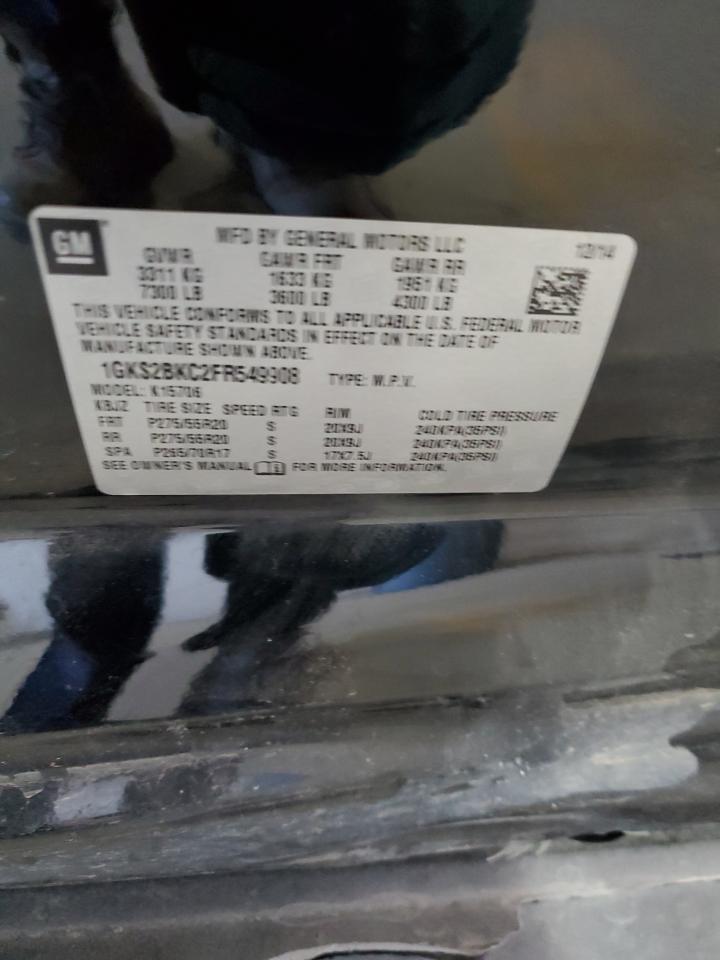 GM
MFD BY GENERAL MOTORS LLC 12/14
GVWR GAWR FRT GAWR RR
3311 KG 1633 KG 1951 KG
7300 LB 3600 LB 4300 LB
THIS VEHICLE CONFORMS TO ALL APPLICABLE U.S. FEDERAL MOTOR
VEHICLE SAFETY STANDARDS IN EFFECT ON THE DATE OF
MANUFACTURE SHOWN ABOVE.
1GKS2BKC2FR549908 TYPE: M.P.V.
MODEL: K15706
KBJZ TIRE SIZE SPEED RTG RIM COLD TIRE PRESSURE
FRT P275/55R20 S 20X9J 240KPA(35PSI)
RR P275/55R20 S 20X9J 240KPA(35PSI)
SPA P265/70R17 S 17X7.5J 240KPA(35PSI)
SEE OWNER'S MANUAL FOR MORE INFORMATION.